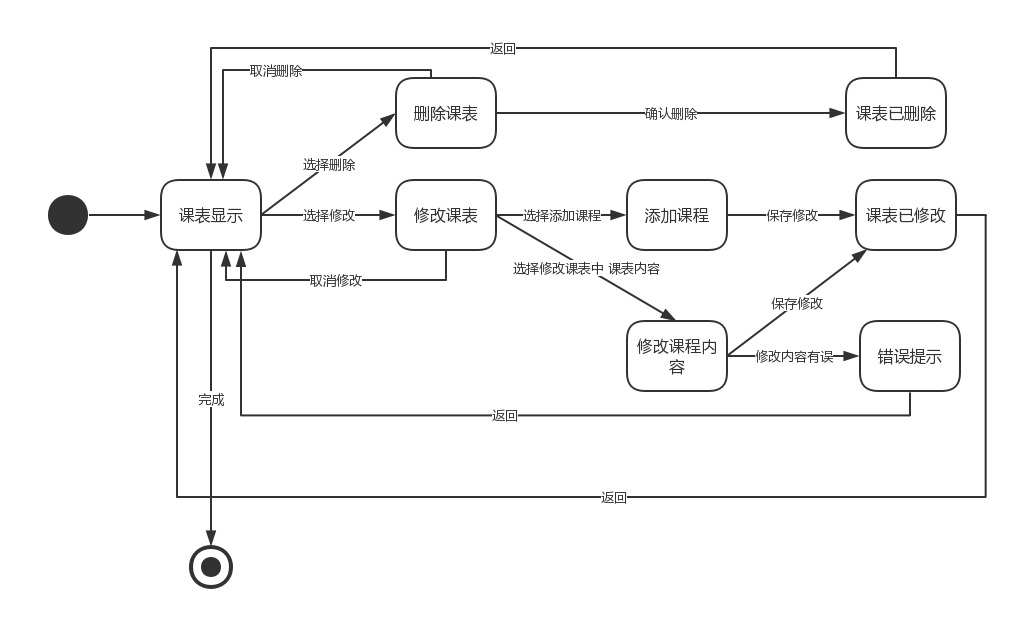 返回
取消删除
删除课表
确认删除
课表已删除
选择删除
课表显示
选择修改
修改课表
选择添加课程
添加课程
保存修改
课表已修改
选择修改课表中 课表内容
取消修改
保存修改
修改课程内
容
修改内容有误
错误提示
完成
返回
返回